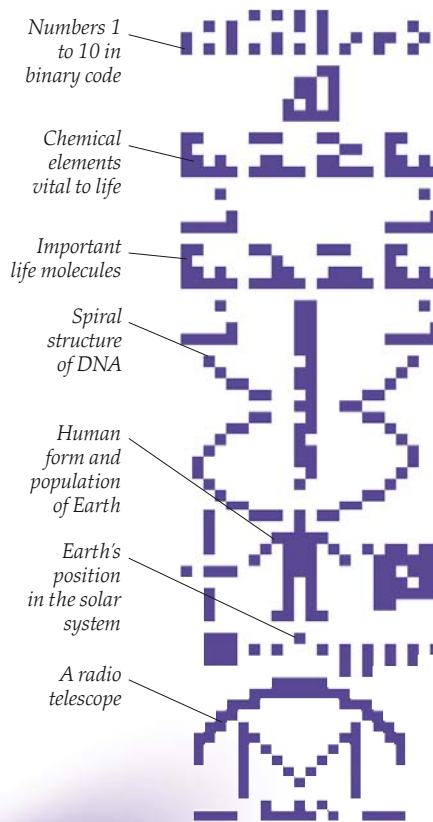 Numbers 1
to 10 in
binary code
Chemical
elements
vital to life
Important
life molecules
Spiral
structure
of DNA
Human
form and
population
of Earth
Earth's
position
in the solar
system
A radio
telescope